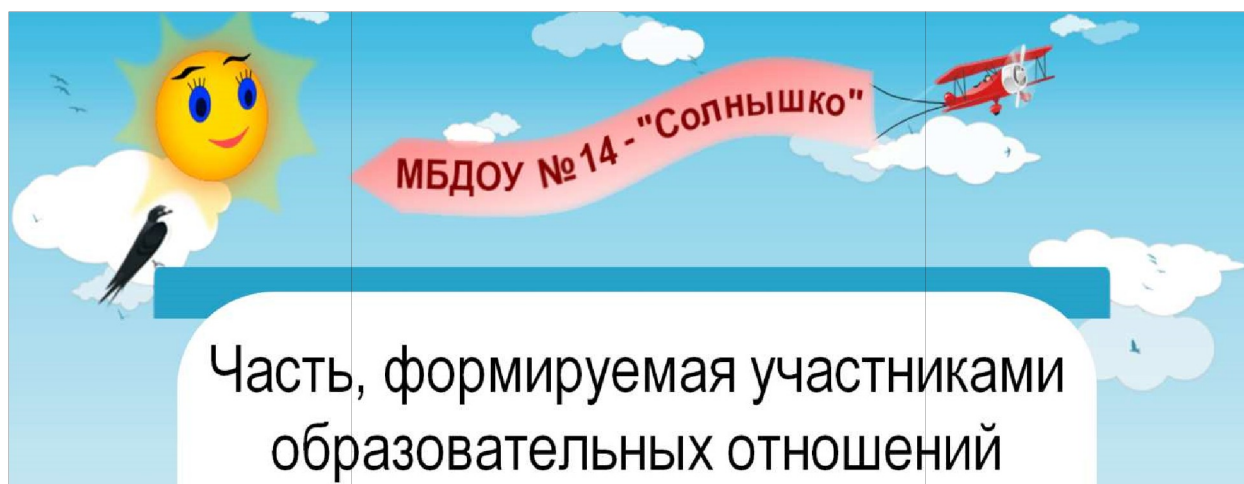 МБДОУ №14 - "Солнышко"
Часть, формируемая участниками
образовательных отношений